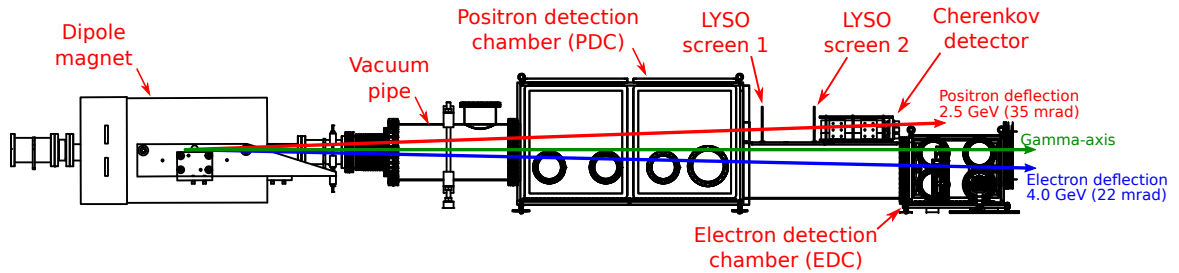 Positron detection
chamber (PDC)
LYSO
screen 1
LYSO
screen 2
Cherenkov
detector
Dipole
magnet
Vacuum
pipe
Positron deflection
2.5 GeV (35 mrad)
Gamma-axis
Electron deflection
4.0 GeV (22 mrad)
Electron detection
chamber (EDC)